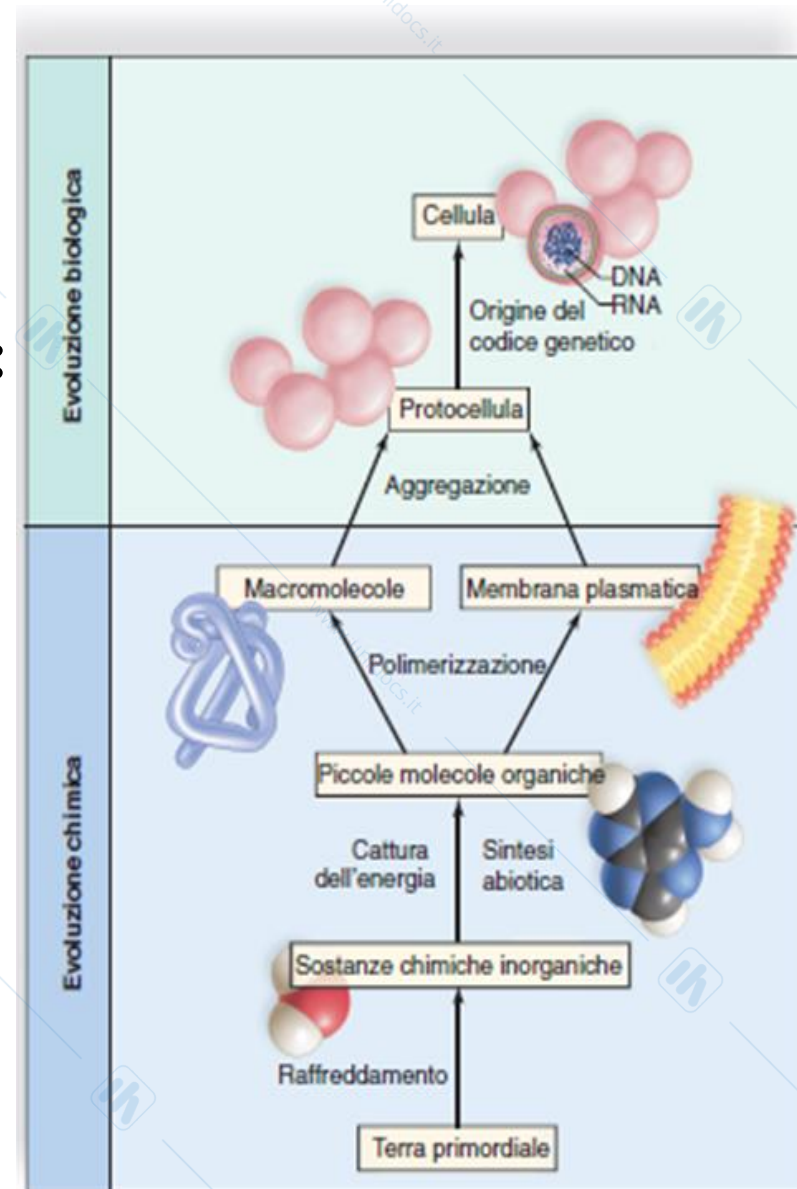 Evoluzione biologica
Cellula
DNA
RNA
Origine del
codice genetico
Protocellula
Aggregazione
Evoluzione chimica
Macromolecole
Membrana plasmatica
Polimerizzazione
Piccole molecole organiche
Cattura
dell'energia
Sintesi
abiotica
Sostanze chimiche inorganiche
Raffreddamento
Terra primordiale